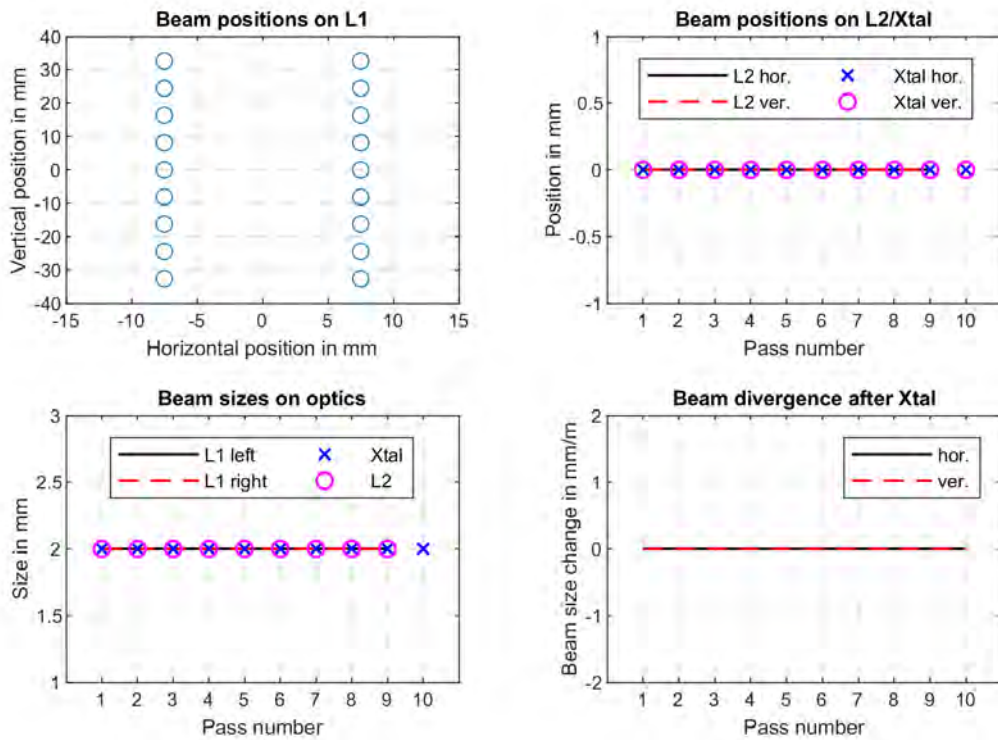 Beam positions on L1
40
30
20
10
0
-10
-20
-30
-40
Vertical position in mm
-15 -10 -5 0 5 10 15
Horizontal position in mm
Beam positions on L2/Xtal
L2 hor. Xtal hor.
L2 ver. Xtal ver.
1
0.5
0
-0.5
-1
Position in mm
1 2 3 4 5 6 7 8 9 10
Pass number
Beam sizes on optics
L1 left Xtal
L1 right L2
3
2.5
2
1.5
1
Size in mm
1 2 3 4 5 6 7 8 9 10
Pass number
Beam divergence after Xtal
hor.
ver.
2
1
0
-1
-2
Beam size change in mm/m
1 2 3 4 5 6 7 8 9 10
Pass number